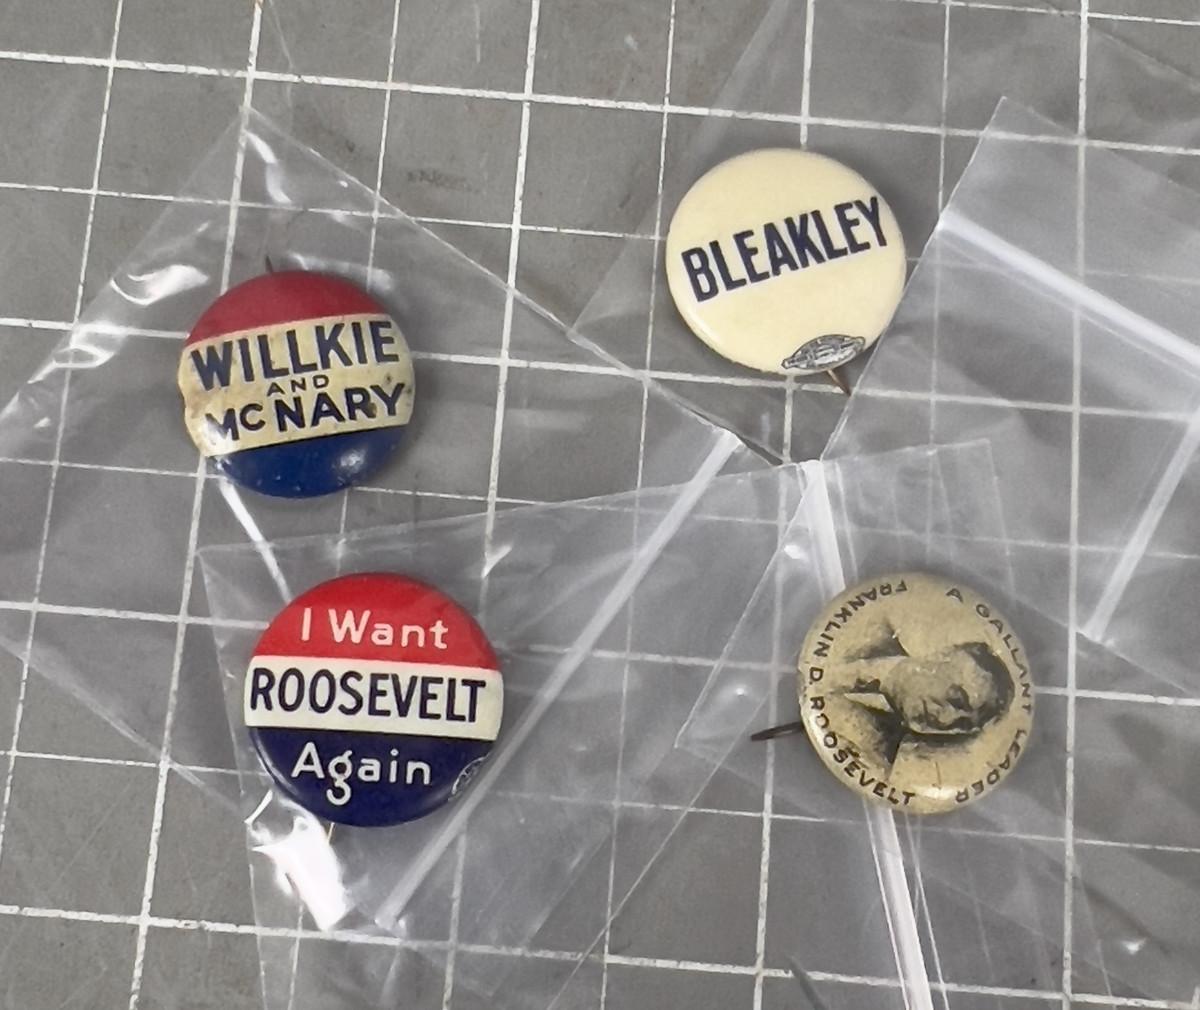 BLEAKLEY
WILLKIE
AND
MCNARY
I Want
ROOSEVELT
Again
A GALLANT LEADER
FRANKLIN D. ROOSEVELT